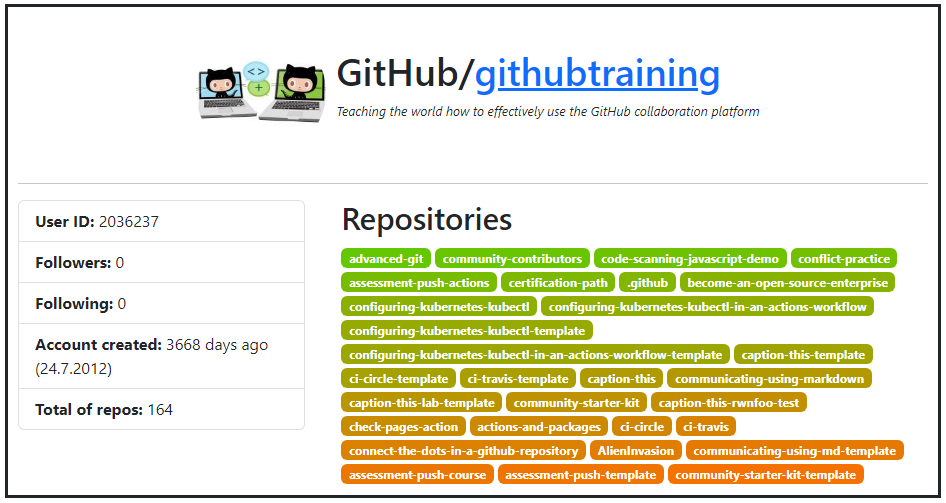 GitHub/githubtraining
Teaching the world how to effectively use the GitHub collaboration platform
User ID: 2036237
Followers: 0
Following: 0
Account created: 3668 days ago
(24.7.2012)
Total of repos: 164
Repositories
advanced-git community-contributors code-scanning-javascript-demo conflict-practice
assessment-push-actions certification-path .github become-an-open-source-enterprise
configuring-kubernetes-kubectl configuring-kubernetes-kubectl-in-an-actions-workflow
configuring-kubernetes-kubectl-template
configuring-kubernetes-kubectl-in-an-actions-workflow-template caption-this-template
ci-circle-template ci-travis-template caption-this communicating-using-markdown
caption-this-lab-template community-starter-kit caption-this-rwnfoo-test
check-pages-action actions-and-packages ci-circle ci-travis
connect-the-dots-in-a-github-repository AlienInvasion communicating-using-md-template
assessment-push-course assessment-push-template community-starter-kit-template